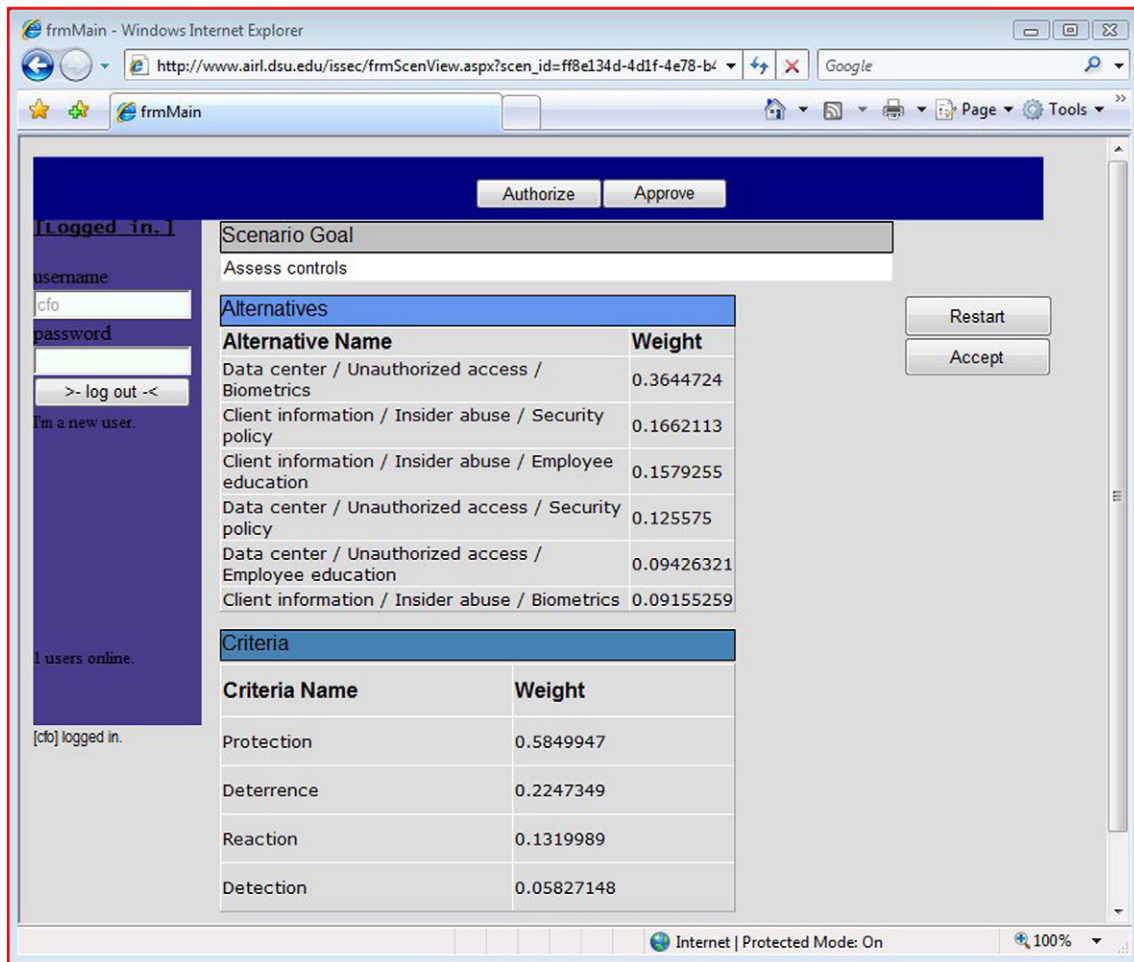 frmMain - Windows Internet Explorer
http://www.airl.dsu.edu/issec/frmScenView.aspx?scen_id=ff8e134d-4d1f-4e78-b4
Google
frmMain
Page
Tools
Authorize
Approve
[Logged in.]
username
cfo
password
>- log out -<
I'm a new user.
1 users online.
[cfo] logged in.
Scenario Goal
Assess controls
Restart
Accept
Alternatives
Alternative Name Weight
Data center / Unauthorized access /
Biometrics 0.3644724
Client information / Insider abuse / Security
policy 0.1662113
Client information / Insider abuse / Employee
education 0.1579255
Data center / Unauthorized access / Security
policy 0.125575
Data center / Unauthorized access /
Employee education 0.09426321
Client information / Insider abuse / Biometrics 0.09155259
Criteria
Criteria Name Weight
Protection 0.5849947
Deterrence 0.2247349
Reaction 0.1319989
Detection 0.05827148
Internet | Protected Mode: On
100%